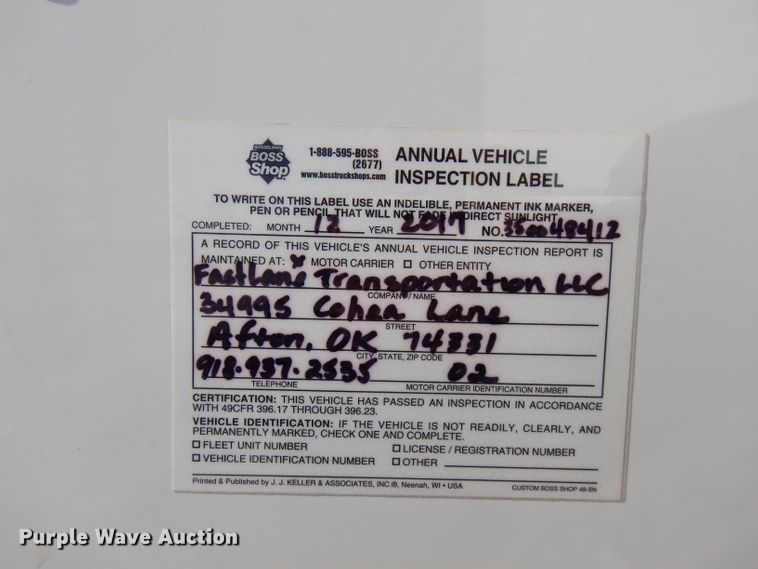 BOSSELMAN
BOSS
Shop
1-888-595-BOSS
(2677)
www.bosstruckshops.com
ANNUAL VEHICLE
INSPECTION LABEL
TO WRITE ON THIS LABEL USE AN INDELIBLE, PERMANENT INK MARKER,
PEN OR PENCIL THAT WILL NOT FADE INDIRECT SUNLIGHT
COMPLETED: MONTH 12 YEAR 2017 NO. 350048412
A RECORD OF THIS VEHICLE'S ANNUAL VEHICLE INSPECTION REPORT IS
MAINTAINED AT: X MOTOR CARRIER ☐ OTHER ENTITY
Fastlane Transportation LLC
COMPANY NAME
34995 Cohea Lane
STREET
Afton, OK 74331
CITY, STATE, ZIP CODE
918-937-2535 02
TELEPHONE MOTOR CARRIER IDENTIFICATION NUMBER
CERTIFICATION: THIS VEHICLE HAS PASSED AN INSPECTION IN ACCORDANCE
WITH 49CFR 396.17 THROUGH 396.23.
VEHICLE IDENTIFICATION: IF THE VEHICLE IS NOT READILY, CLEARLY, AND
PERMANENTLY MARKED, CHECK ONE AND COMPLETE.
☐ FLEET UNIT NUMBER ☐ LICENSE / REGISTRATION NUMBER
☐ VEHICLE IDENTIFICATION NUMBER ☐ OTHER
Printed & Published by J. J. KELLER & ASSOCIATES, INC.®, Neenah, WI • USA CUSTOM BOSS SHOP 49-SN
Purple Wave Auction